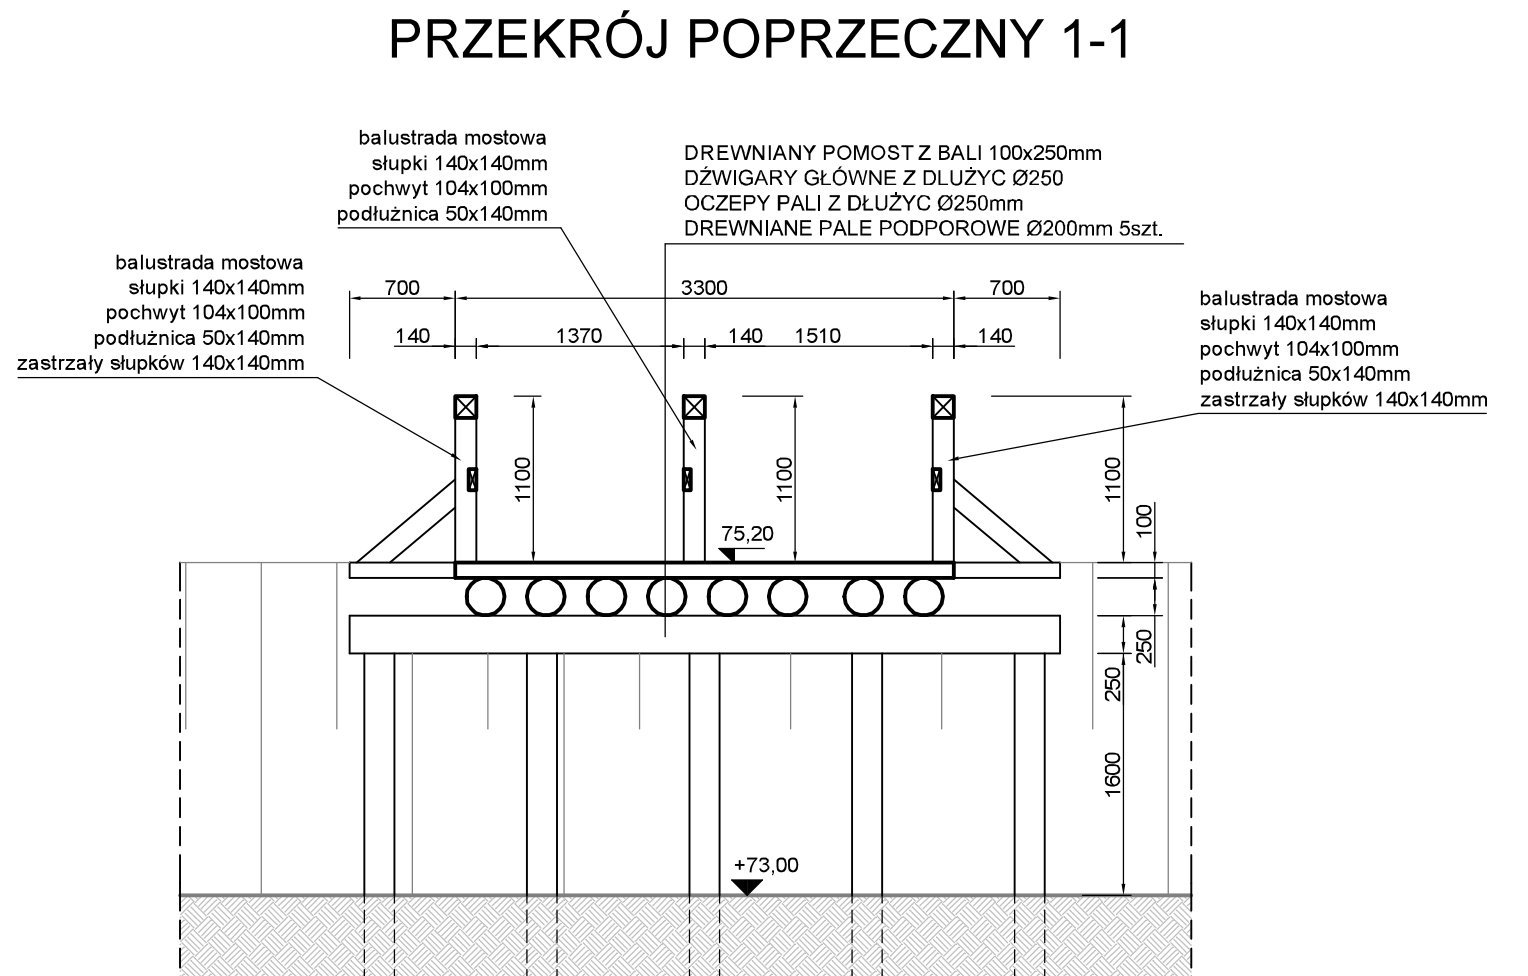 PRZEKRÓJ POPRZECZNY 1-1
balustrada mostowa
słupki 140x140mm
pochwyt 104x100mm
podłużnica 50x140mm
DREWNIANY POMOST Z BALI 100x250mm
DŹWIGARY GŁÓWNE Z DLUŻYC Ø250
OCZEPY PALI Z DŁUŻYC Ø250mm
DREWNIANE PALE PODPOROWE Ø200mm 5szt.
balustrada mostowa
słupki 140x140mm
pochwyt 104x100mm
podłużnica 50x140mm
zastrzały słupków 140x140mm
balustrada mostowa
słupki 140x140mm
pochwyt 104x100mm
podłużnica 50x140mm
zastrzały słupków 140x140mm
700 3300 700
140 1370 140 1510 140
1100 1100 1100
100
75,20
250
250
1600
+73,00